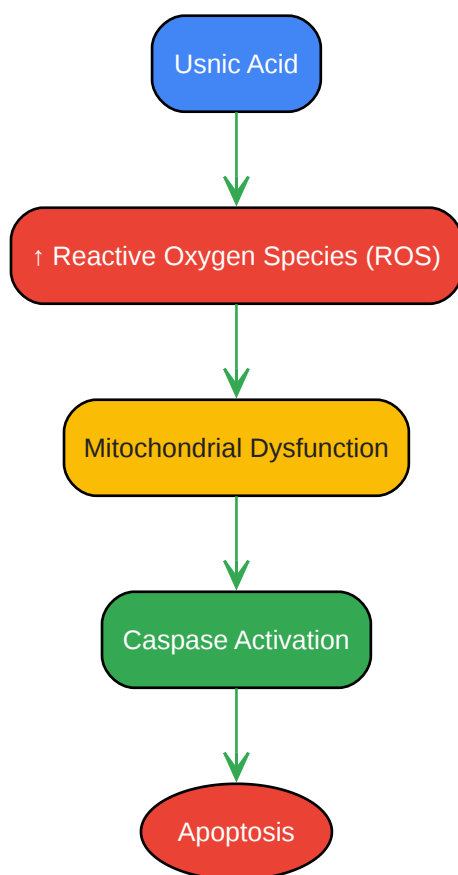 Usnic Acid
↑ Reactive Oxygen Species (ROS)
Mitochondrial Dysfunction
Caspase Activation
Apoptosis